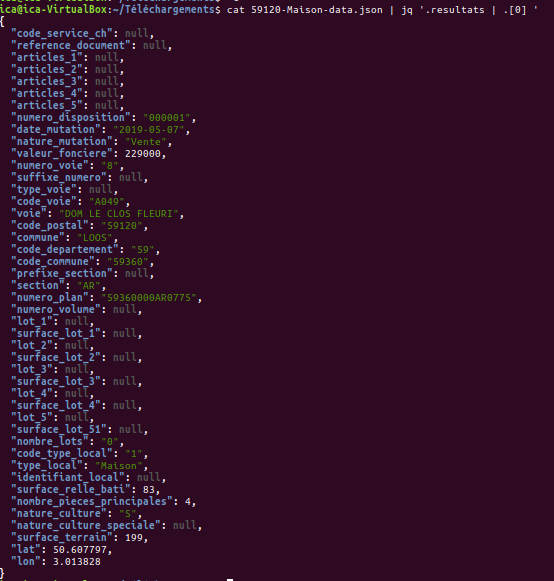 ica@ica-VirtualBox:~/Téléchargements$ cat 59120-Maison-data.json | jq '.resultats | .[0] '
{
"code_service_ch": null,
"reference_document": null,
"articles_1": null,
"articles_2": null,
"articles_3": null,
"articles_4": null,
"articles_5": null,
"numero_disposition": "000001",
"date_mutation": "2019-05-07",
"nature_mutation": "Vente",
"valeur_fonciere": 229000,
"numero_voie": "8",
"suffixe_numero": null,
"type_voie": null,
"code_voie": "A049",
"voie": "DOM LE CLOS FLEURI",
"code_postal": "59120",
"commune": "LOOS",
"code_departement": "59",
"code_commune": "59360",
"prefixe_section": null,
"section": "AR",
"numero_plan": "59360000AR0775",
"numero_volume": null,
"lot_1": null,
"surface_lot_1": null,
"lot_2": null,
"surface_lot_2": null,
"lot_3": null,
"surface_lot_3": null,
"lot_4": null,
"surface_lot_4": null,
"lot_5": null,
"surface_lot_51": null,
"nombre_lots": "0",
"code_type_local": "1",
"type_local": "Maison",
"identifiant_local": null,
"surface_relle_bati": 83,
"nombre_pieces_principales": 4,
"nature_culture": "S",
"nature_culture_speciale": null,
"surface_terrain": 199,
"lat": 50.607797,
"lon": 3.013828
}